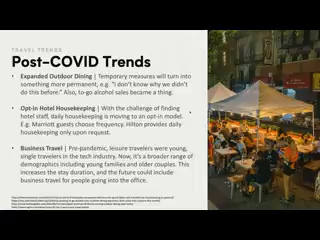 TRAVEL TRENDS
Post-COVID Trends
• Expanded Outdoor Dining | Temporary measures will turn into
something more permanent, e.g. "I don't know why we didn't
do this before." Also, to-go alcohol sales became a thing.
• Opt-in Hotel Housekeeping | With the challenge of finding
hotel staff, daily housekeeping is moving to an opt-in model.
E.g. Marriott guests choose frequency. Hilton provides daily
housekeeping only upon request.
• Business Travel | Pre-pandemic, leisure travelers were young,
single travelers in the tech industry. Now, it's a broader range of
demographics including young families and older couples. This
increases the stay duration, and the future could include
business travel for people going into the office.